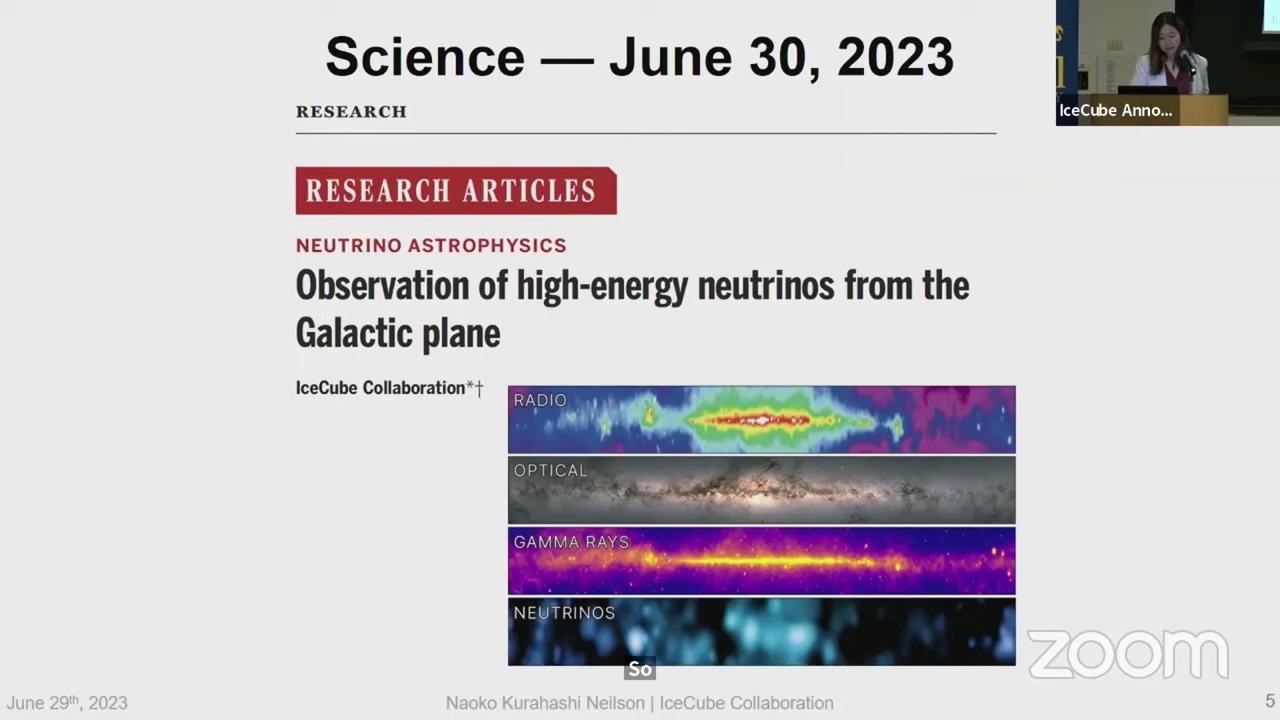 Science — June 30, 2023
IceCube Anno...
RESEARCH
RESEARCH ARTICLES
NEUTRINO ASTROPHYSICS
Observation of high-energy neutrinos from the
Galactic plane
IceCube Collaboration*†
RADIO
OPTICAL
GAMMA RAYS
NEUTRINOS
zoom
So
June 29th, 2023
Naoko Kurahashi Neilson | IceCube Collaboration
5